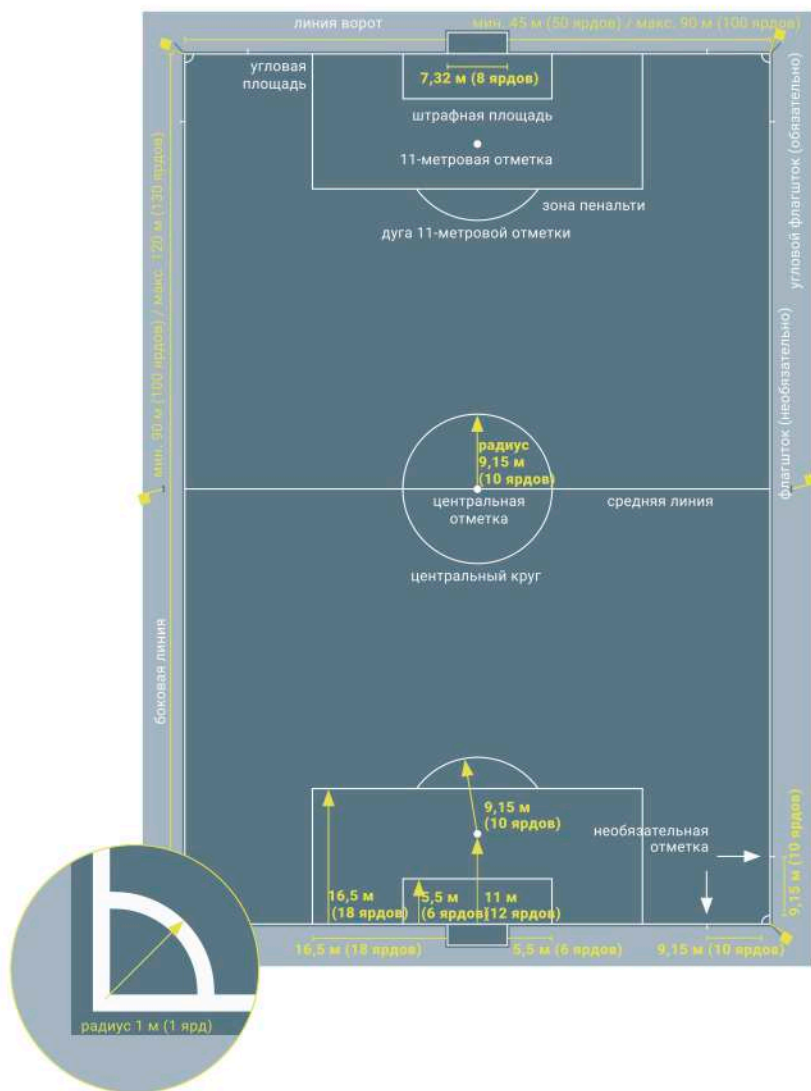 линия ворот
мин. 45 м (50 ярдов) / макс. 90 м (100 ярдов)
угловая
площадь
7,32 м (8 ярдов)
штрафная площадь
11-метровая отметка
зона пенальти
дуга 11-метровой отметки
угловой флагшток (обязательно)
мин. 90 м (100 ярдов) / макс. 120 м (130 ярдов)
флагшток (необязательно)
радиус
9,15 м
(10 ярдов)
центральная
отметка
средняя линия
центральный круг
боковая линия
9,15 м
(10 ярдов)
необязательная
отметка
9,15 м (10 ярдов)
16,5 м
(18 ярдов)
5,5 м
(6 ярдов)
11 м
(12 ярдов)
16,5 м (18 ярдов)
5,5 м (6 ярдов)
9,15 м (10 ярдов)
радиус 1 м (1 ярд)